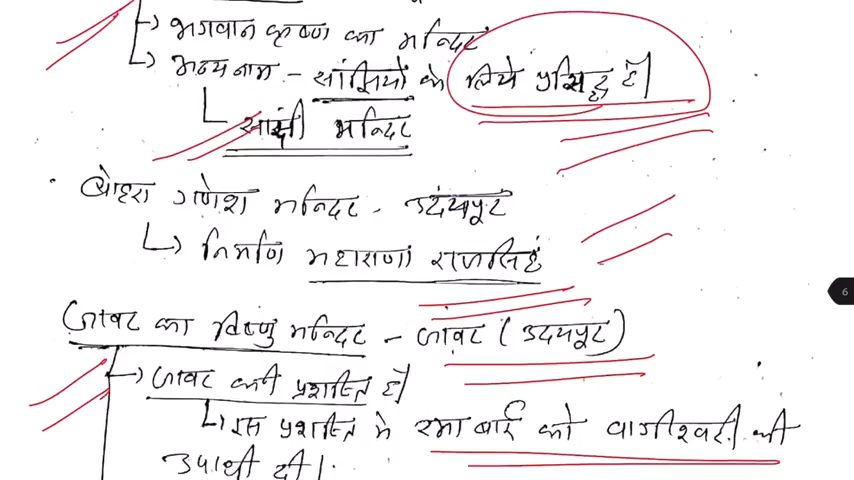 भगवान कृष्ण का मन्दिर
अन्य नाम - सांझियों के लिये प्रसिद्ध है।
सांझी मन्दिर
बोहरा गणेश मन्दिर - उदयपुर
निर्माण महाराणा राजसिंह
जावर का विष्णु मन्दिर - जावर (उदयपुर)
जावर की प्रशस्ति है।
इस प्रशस्ति मे रमा बाई को वागीश्वरी की
उपाधी दी।
6